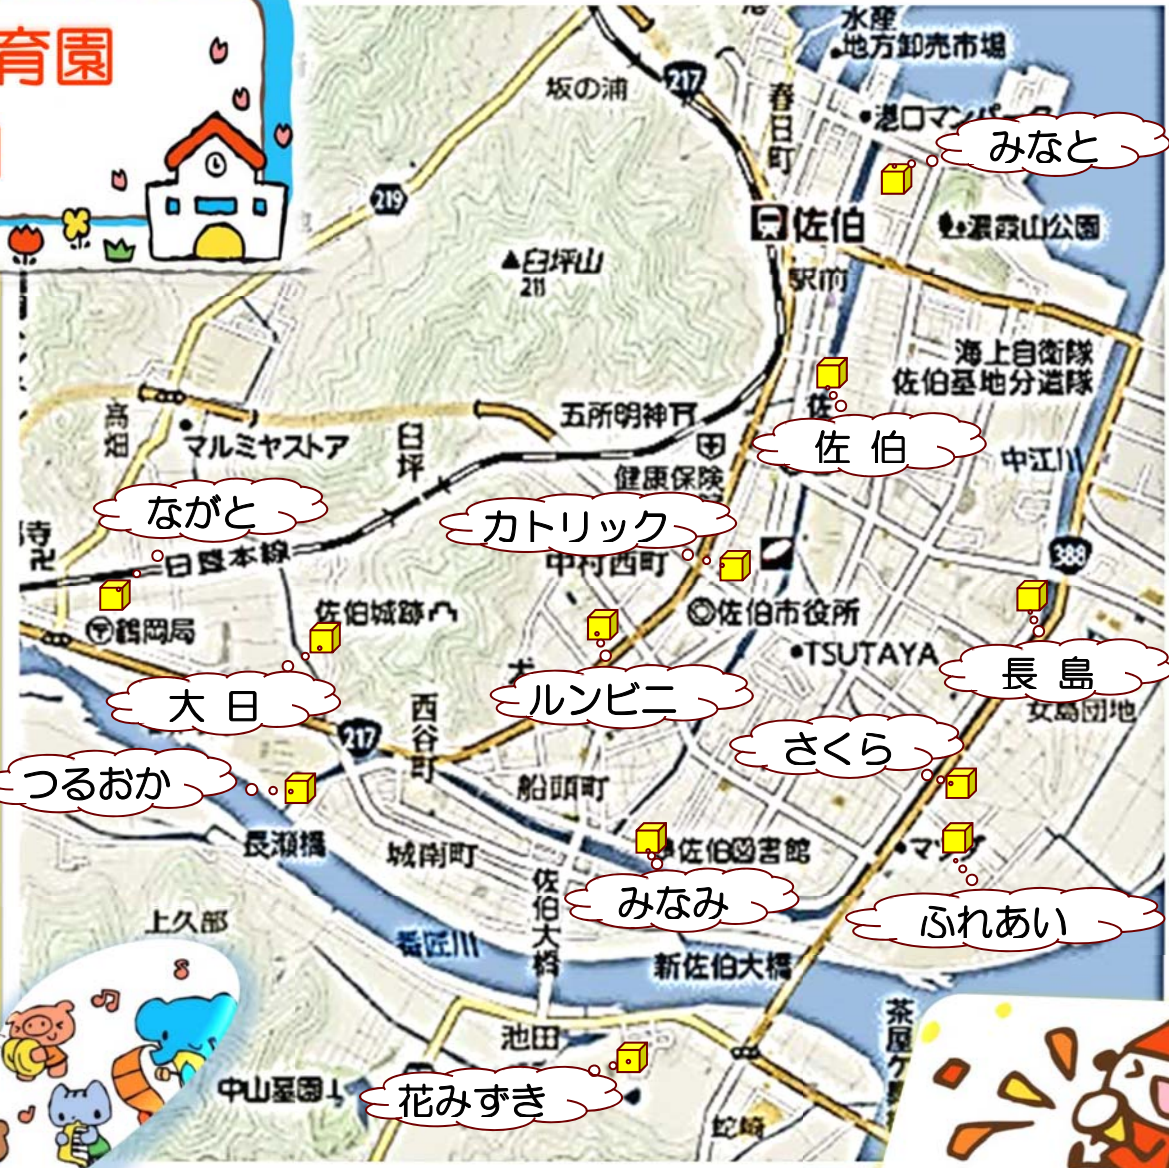 育園
水産
地方卸売市場
坂の浦
217
春日町
港口マンパーク
みなと
219
佐伯
濃霞山公園
臼坪山
211
駅前
海上自衛隊
佐伯基地分遣隊
五所明神
高畑
マルミヤストア
臼坪
佐
佐 伯
中江川
健康保険
ながと
カトリック
寺
日豊本線
中村西町
388
鶴岡局
佐伯城跡
佐伯市役所
TSUTAYA
長 島
大 日
ルンビニ
女島団地
西谷町
217
さくら
つるおか
船頭町
長瀬橋
城南町
佐伯図書館
マルゲ
みなみ
佐伯大橋
ふれあい
上久部
番匠川
新佐伯大橋
池田
茶屋ケ
中山墓園
花みずき
蛇崎